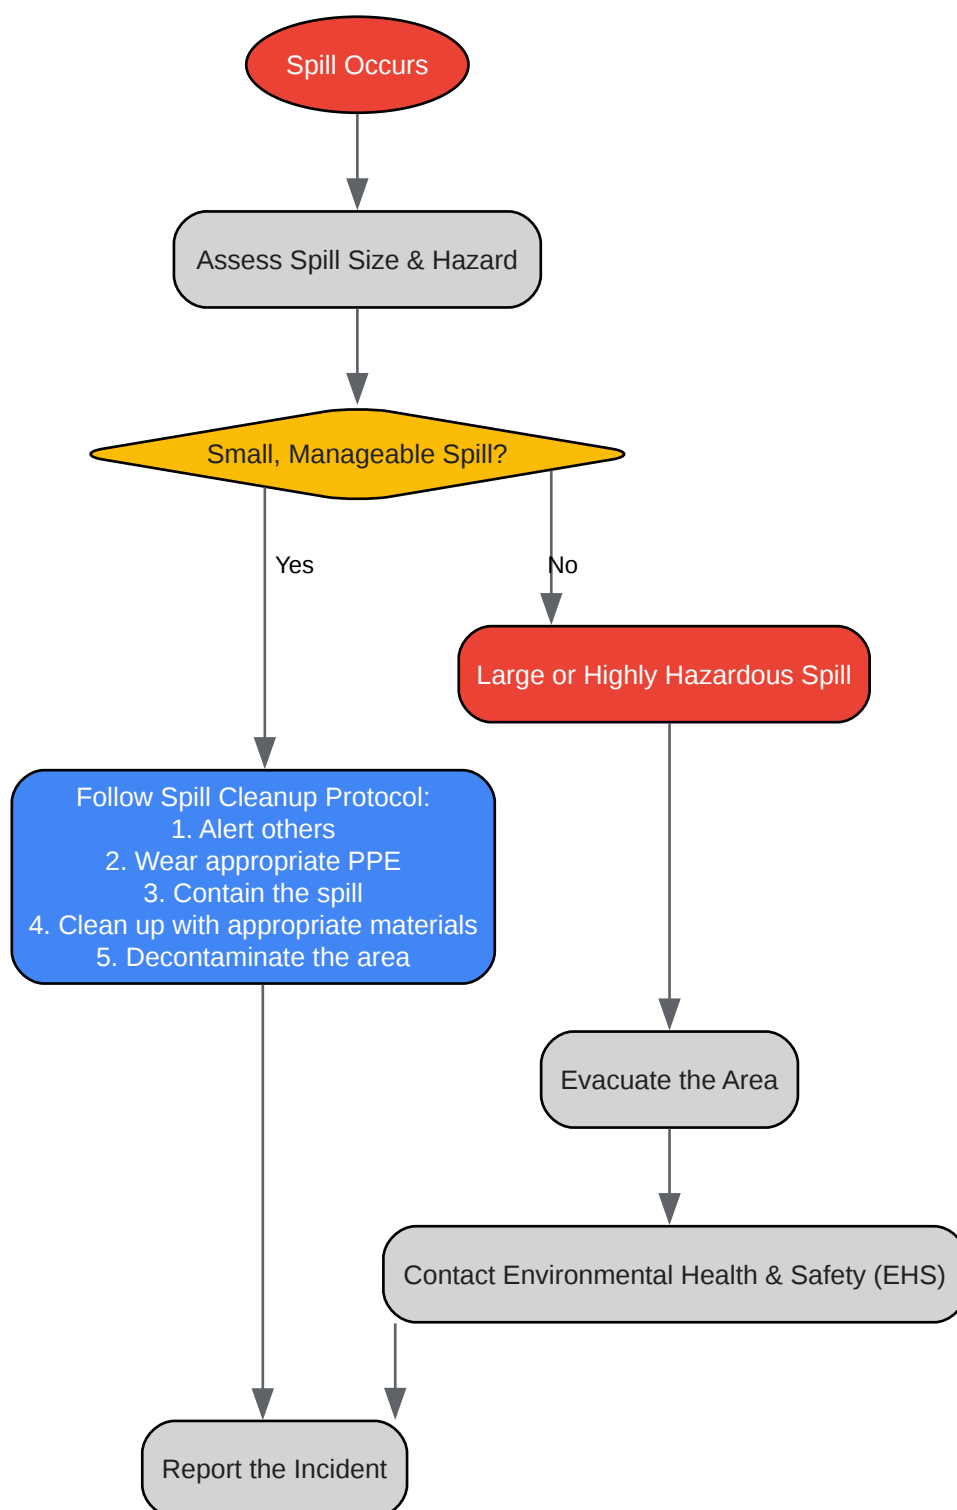 Spill Occurs
Assess Spill Size & Hazard
Small, Manageable Spill?
Yes
No
Large or Highly Hazardous Spill
Follow Spill Cleanup Protocol:
1. Alert others
2. Wear appropriate PPE
3. Contain the spill
4. Clean up with appropriate materials
5. Decontaminate the area
Evacuate the Area
Contact Environmental Health & Safety (EHS)
Report the Incident